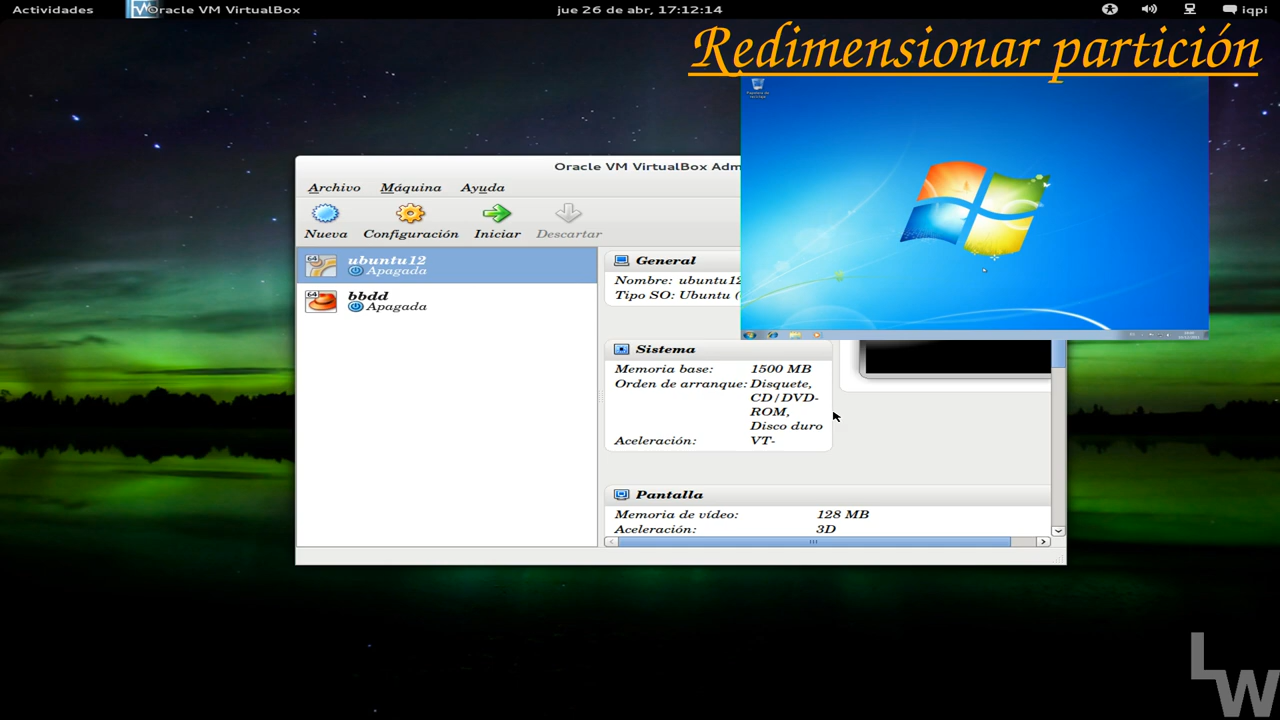 Actividades
Oracle VM VirtualBox
jue 26 de abr, 17:12:14
iqpi
Redimensionar partición
Oracle VM VirtualBox Adm
Archivo Máquina Ayuda
Nueva Configuración Iniciar Descartar
64 ubuntu12
Apagada
64 bbdd
Apagada
General
Nombre: ubuntu12
Tipo SO: Ubuntu (
Sistema
Memoria base: 1500 MB
Orden de arranque: Disquete,
CD/DVD-
ROM,
Disco duro
Aceleración: VT-
Pantalla
Memoria de vídeo: 128 MB
Aceleración: 3D
LW